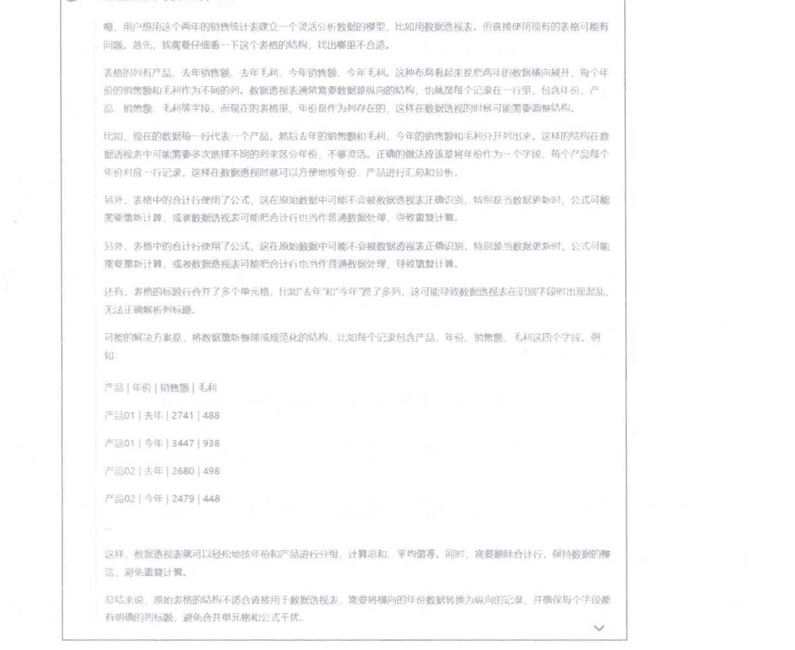 嗯，用户想用这个两年的销售统计表建立一个灵活分析数据的模型，比如用数据透视表。但直接使用现有的表格可能有
问题。首先，我需要仔细看一下这个表格的结构，找出哪里不合适。
表格的列有产品、去年销售额、去年毛利、今年销售额、今年毛利。这种布局看起来是把两年的数据横向展开，每个年
份的销售额和毛利作为不同的列。数据透视表通常需要数据是纵向的结构，也就是每个记录在一行里，包含年份、产
品、销售额、毛利等字段。而现在的表格里，年份是作为列存在的，这样在数据透视的时候可能需要调整结构。
比如，现在的数据每一行代表一个产品，然后去年的销售额和毛利，今年的销售额和毛利分开列出来。这样的结构在数
据透视表中可能需要多次选择不同的列来区分年份，不够灵活。正确的做法应该是将年份作为一个字段，每个产品每个
年份对应一行记录。这样在数据透视时就可以方便地按年份、产品进行汇总和分析。
另外，表格中的合计行使用了公式，这在原始数据中可能不会被数据透视表正确识别，特别是当数据更新时，公式可能
需要重新计算，或者数据透视表可能把合计行也当作普通数据处理，导致重复计算。
另外，表格中的合计行使用了公式，这在原始数据中可能不会被数据透视表正确识别，特别是当数据更新时，公式可能
需要重新计算，或者数据透视表可能把合计行也当作普通数据处理，导致重复计算。
还有，表格的标题行合并了多个单元格，比如“去年”和“今年”跨了多列，这可能导致数据透视表在识别字段时出现混乱，
无法正确解析列标题。
可能的解决方案是，将数据重新整理成规范化的结构，比如每个记录包含产品、年份、销售额、毛利这四个字段。例
如：
产品 | 年份 | 销售额 | 毛利
产品01 | 去年 | 2741 | 488
产品01 | 今年 | 3447 | 938
产品02 | 去年 | 2680 | 498
产品02 | 今年 | 2479 | 448
...
这样，数据透视表就可以轻松地按年份和产品进行分组，计算总和、平均值等。同时，需要删除合计行，保持数据的整
洁，避免重复计算。
总结来说，原始表格的结构不适合直接用于数据透视表，需要将横向的年份数据转换为纵向的记录，并确保每个字段都
有明确的列标题，避免合并单元格和公式干扰。